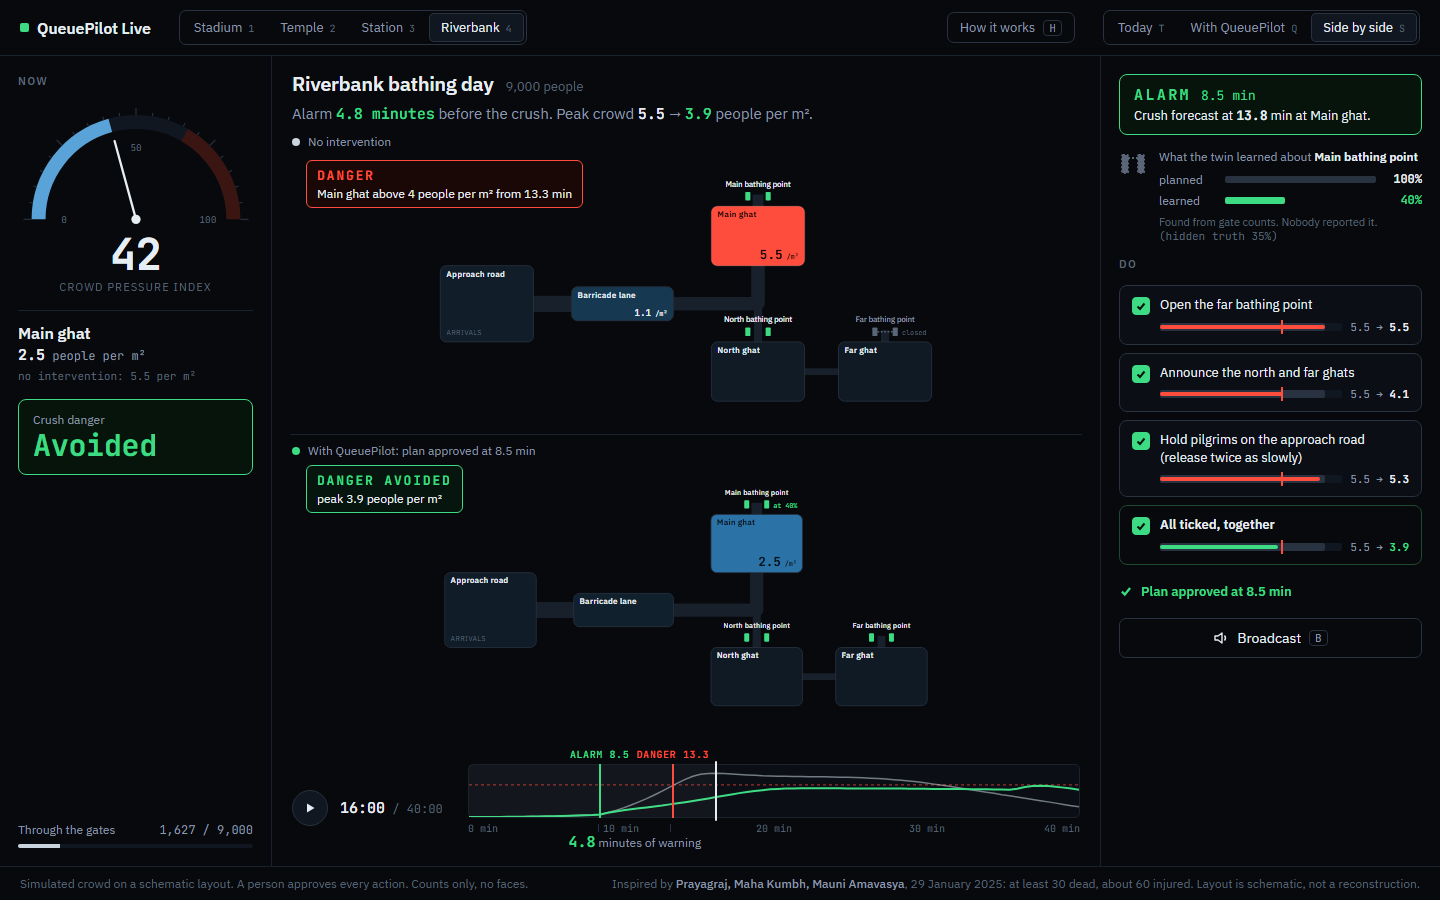 QueuePilot Live
Stadium 1
Temple 2
Station 3
Riverbank 4
How it works H
Today T
With QueuePilot Q
Side by side S
NOW
50
0
100
42
CROWD PRESSURE INDEX
Main ghat
2.5 people per m²
no intervention: 5.5 per m²
Crush danger
Avoided
Through the gates 1,627 / 9,000
Riverbank bathing day 9,000 people
Alarm 4.8 minutes before the crush. Peak crowd 5.5 → 3.9 people per m².
No intervention
DANGER
Main ghat above 4 people per m² from 13.3 min
Main bathing point
Main ghat
5.5 /m²
Approach road
ARRIVALS
Barricade lane
1.1 /m²
North bathing point
North ghat
Far bathing point
closed
Far ghat
With QueuePilot: plan approved at 8.5 min
DANGER AVOIDED
peak 3.9 people per m²
Main bathing point
at 40%
Main ghat
2.5 /m²
Approach road
ARRIVALS
Barricade lane
North bathing point
North ghat
Far bathing point
Far ghat
ALARM 8.5 DANGER 13.3
16:00 / 40:00
0 min
10 min
20 min
30 min
40 min
4.8 minutes of warning
ALARM 8.5 min
Crush forecast at 13.8 min at Main ghat.
What the twin learned about Main bathing point
planned 100%
learned 40%
Found from gate counts. Nobody reported it.
(hidden truth 35%)
DO
Open the far bathing point
5.5 → 5.5
Announce the north and far ghats
5.5 → 4.1
Hold pilgrims on the approach road
(release twice as slowly)
5.5 → 5.3
All ticked, together
5.5 → 3.9
Plan approved at 8.5 min
Broadcast B
Simulated crowd on a schematic layout. A person approves every action. Counts only, no faces.
Inspired by Prayagraj, Maha Kumbh, Mauni Amavasya, 29 January 2025: at least 30 dead, about 60 injured. Layout is schematic, not a reconstruction.